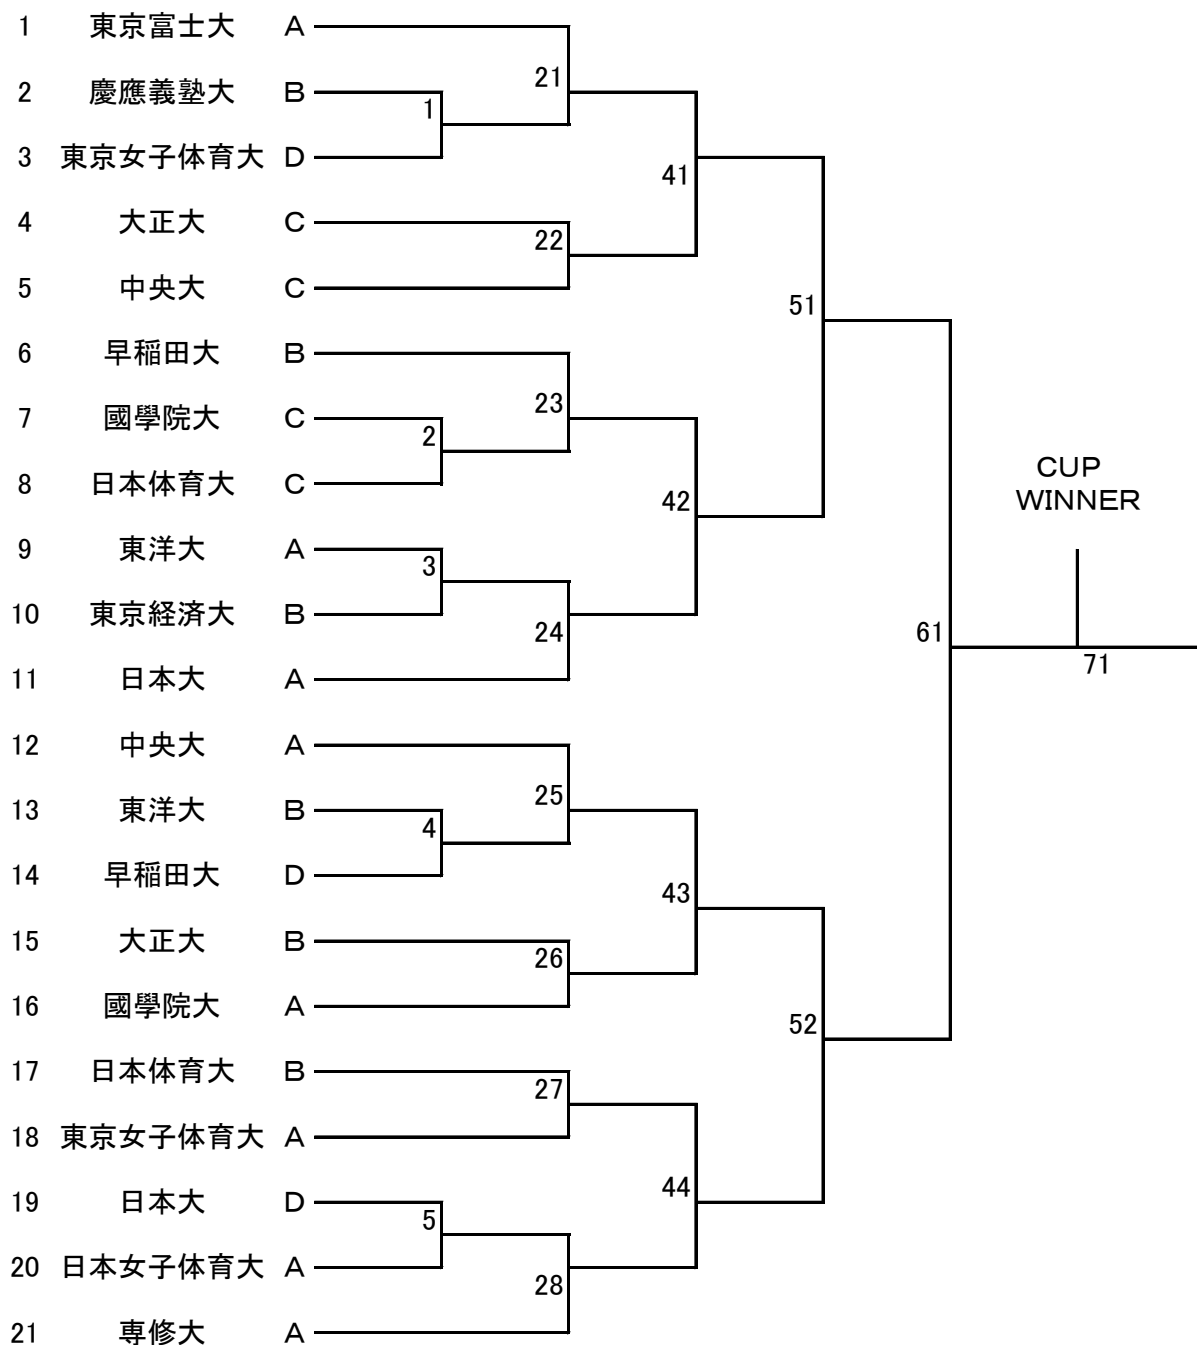 1 東京富士大 A
21
2 慶應義塾大 B
1
3 東京女子体育大 D
41
4 大正大 C
22
5 中央大 C
51
6 早稲田大 B
23
7 國學院大 C
2
CUP
WINNER
8 日本体育大 C
42
9 東洋大 A
3
10 東京経済大 B
24
61
71
11 日本大 A
12 中央大 A
25
13 東洋大 B
4
14 早稲田大 D
43
15 大正大 B
26
16 國學院大 A
52
17 日本体育大 B
27
18 東京女子体育大 A
44
19 日本大 D
5
20 日本女子体育大 A
28
21 専修大 A